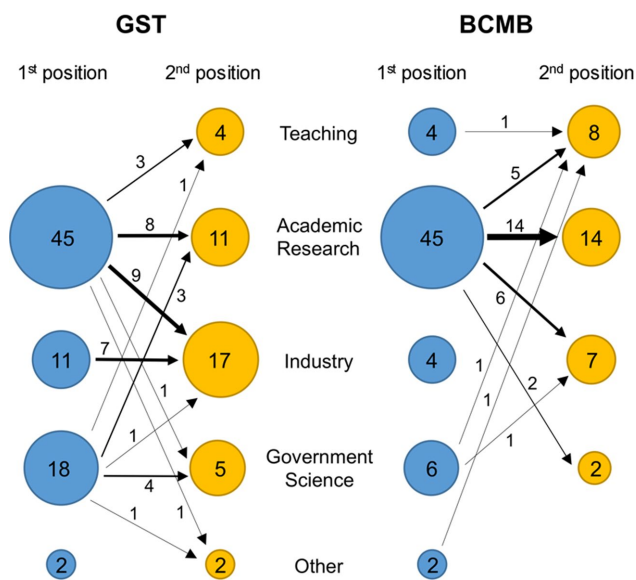 GST
BCMB
1st position
2nd position
1st position
2nd position
4
Teaching
4
1
8
3
1
5
45
8
11
Academic
Research
45
14
14
9
3
6
11
7
17
Industry
4
7
1
1
2
1
1
1
18
4
5
Government
Science
6
2
1
1
2
2
Other
2